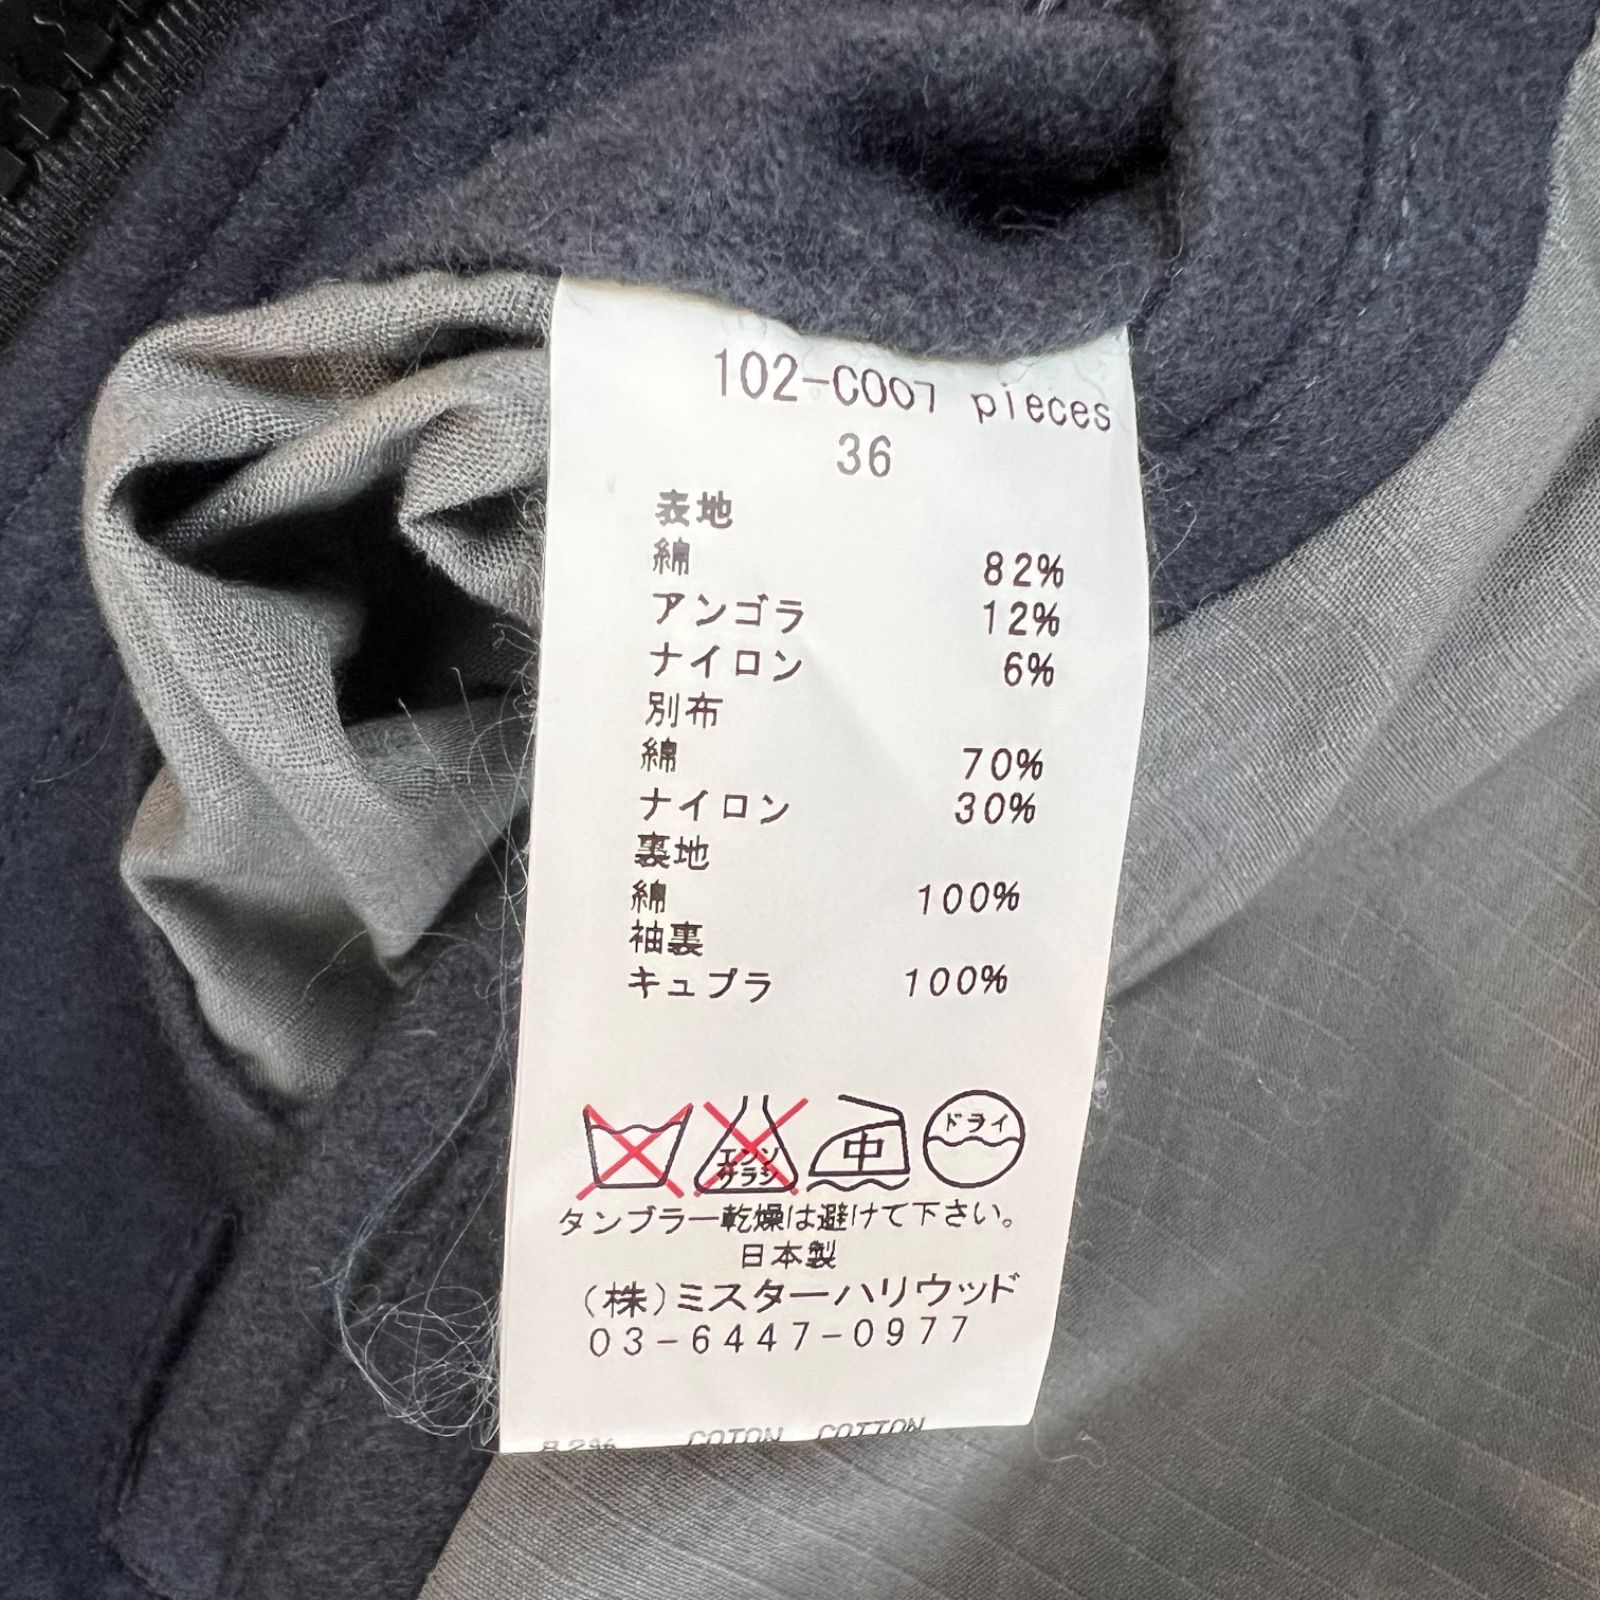 102-C007 pieces
36
表地
綿 82%
アンゴラ 12%
ナイロン 6%
別布
綿 70%
ナイロン 30%
裏地
綿 100%
袖裏
キュプラ 100%
エンソ
サラシ
中
ドライ
タンブラー乾燥は避けて下さい。
日本製
(株)ミスターハリウッド
03-6447-0977
82% COTON COTTON